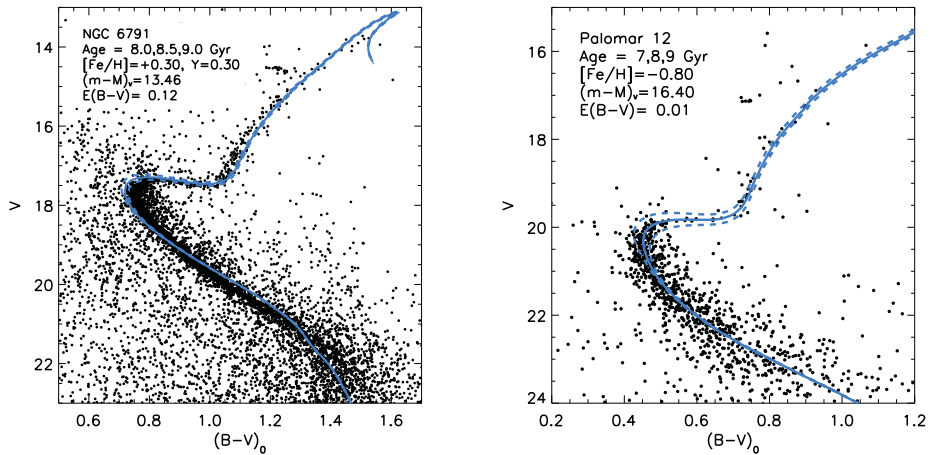 NGC 6791
Age = 8.0,8.5,9.0 Gyr
[Fe/H]=+0.30, Y=0.30
(m−M)ᵥ=13.46
E(B−V)= 0.12
14
16
18
20
22
V
0.6 0.8 1.0 1.2 1.4 1.6
(B−V)₀
Palomar 12
Age = 7,8,9 Gyr
[Fe/H]=−0.80
(m−M)ᵥ=16.40
E(B−V)= 0.01
16
18
20
22
24
V
0.2 0.4 0.6 0.8 1.0 1.2
(B−V)₀